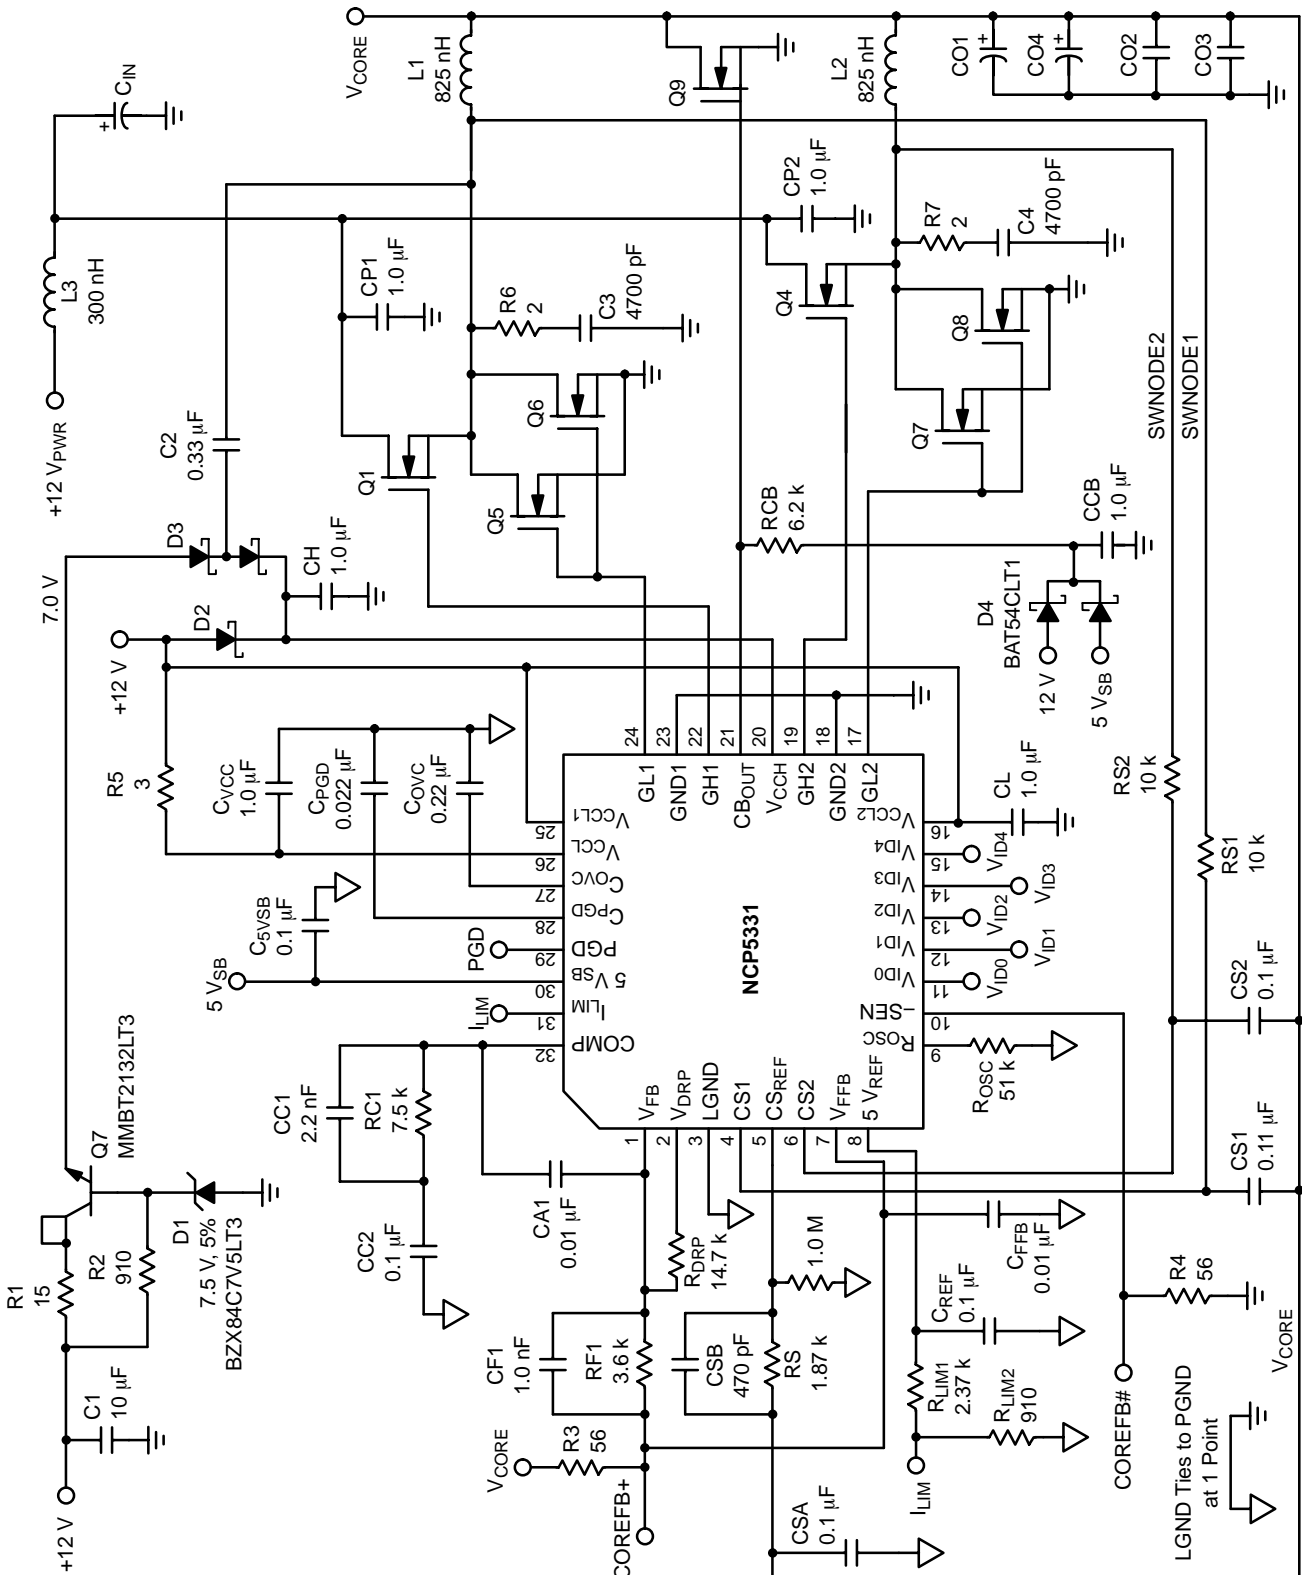 +12 V
C1
10 μF
R1
15
R2
910
D1
7.5 V, 5%
BZX84C7V5LT3
Q7
MMBT2132LT3
7.0 V
+12 V
D2
D3
CH
1.0 μF
C2
0.33 μF
+12 VPWR
L3
300 nH
CIN
VCORE
L1
825 nH
CP1
1.0 μF
R6
2
C3
4700 pF
Q1
Q5
Q6
Q9
CP2
1.0 μF
Q4
L2
825 nH
R7
2
C4
4700 pF
Q7
Q8
CO1
CO4
CO2
CO3
SWNODE2
SWNODE1
RCB
6.2 k
CCB
1.0 μF
D4
BAT54CLT1
12 V
5 VSB
R5
3
CVCC
1.0 μF
CPGD
0.022 μF
COVC
0.22 μF
C5VSB
0.1 μF
5 VSB
PGD
ILIM
CC1
2.2 nF
RC1
7.5 k
CC2
0.1 μF
CA1
0.01 μF
NCP5331
1
VFB
2
VDRP
3
LGND
4
CS1
5
CSREF
6
CS2
7
VFFB
8
5 VREF
9
ROSC
10
–SEN
11
VID0
12
VID1
13
VID2
14
VID3
15
VID4
16
VCCL2
17
GL2
18
GND2
19
GH2
20
VCCH
21
CBOUT
22
GH1
23
GND1
24
GL1
25
VCCL1
26
VCCL
27
COVC
28
CPGD
29
PGD
30
5 VSB
31
ILIM
32
COMP
VID0
VID1
VID2
VID3
VID4
CL
1.0 μF
ROSC
51 k
RS2
10 k
RS1
10 k
CS2
0.1 μF
CS1
0.11 μF
RDRP
14.7 k
1.0 M
CFFB
0.01 μF
CREF
0.1 μF
R4
56
CF1
1.0 nF
RF1
3.6 k
CSB
470 pF
RS
1.87 k
RLIM1
2.37 k
RLIM2
910
ILIM
VCORE
R3
56
COREFB+
CSA
0.1 μF
COREFB#
LGND Ties to PGND
at 1 Point
VCORE